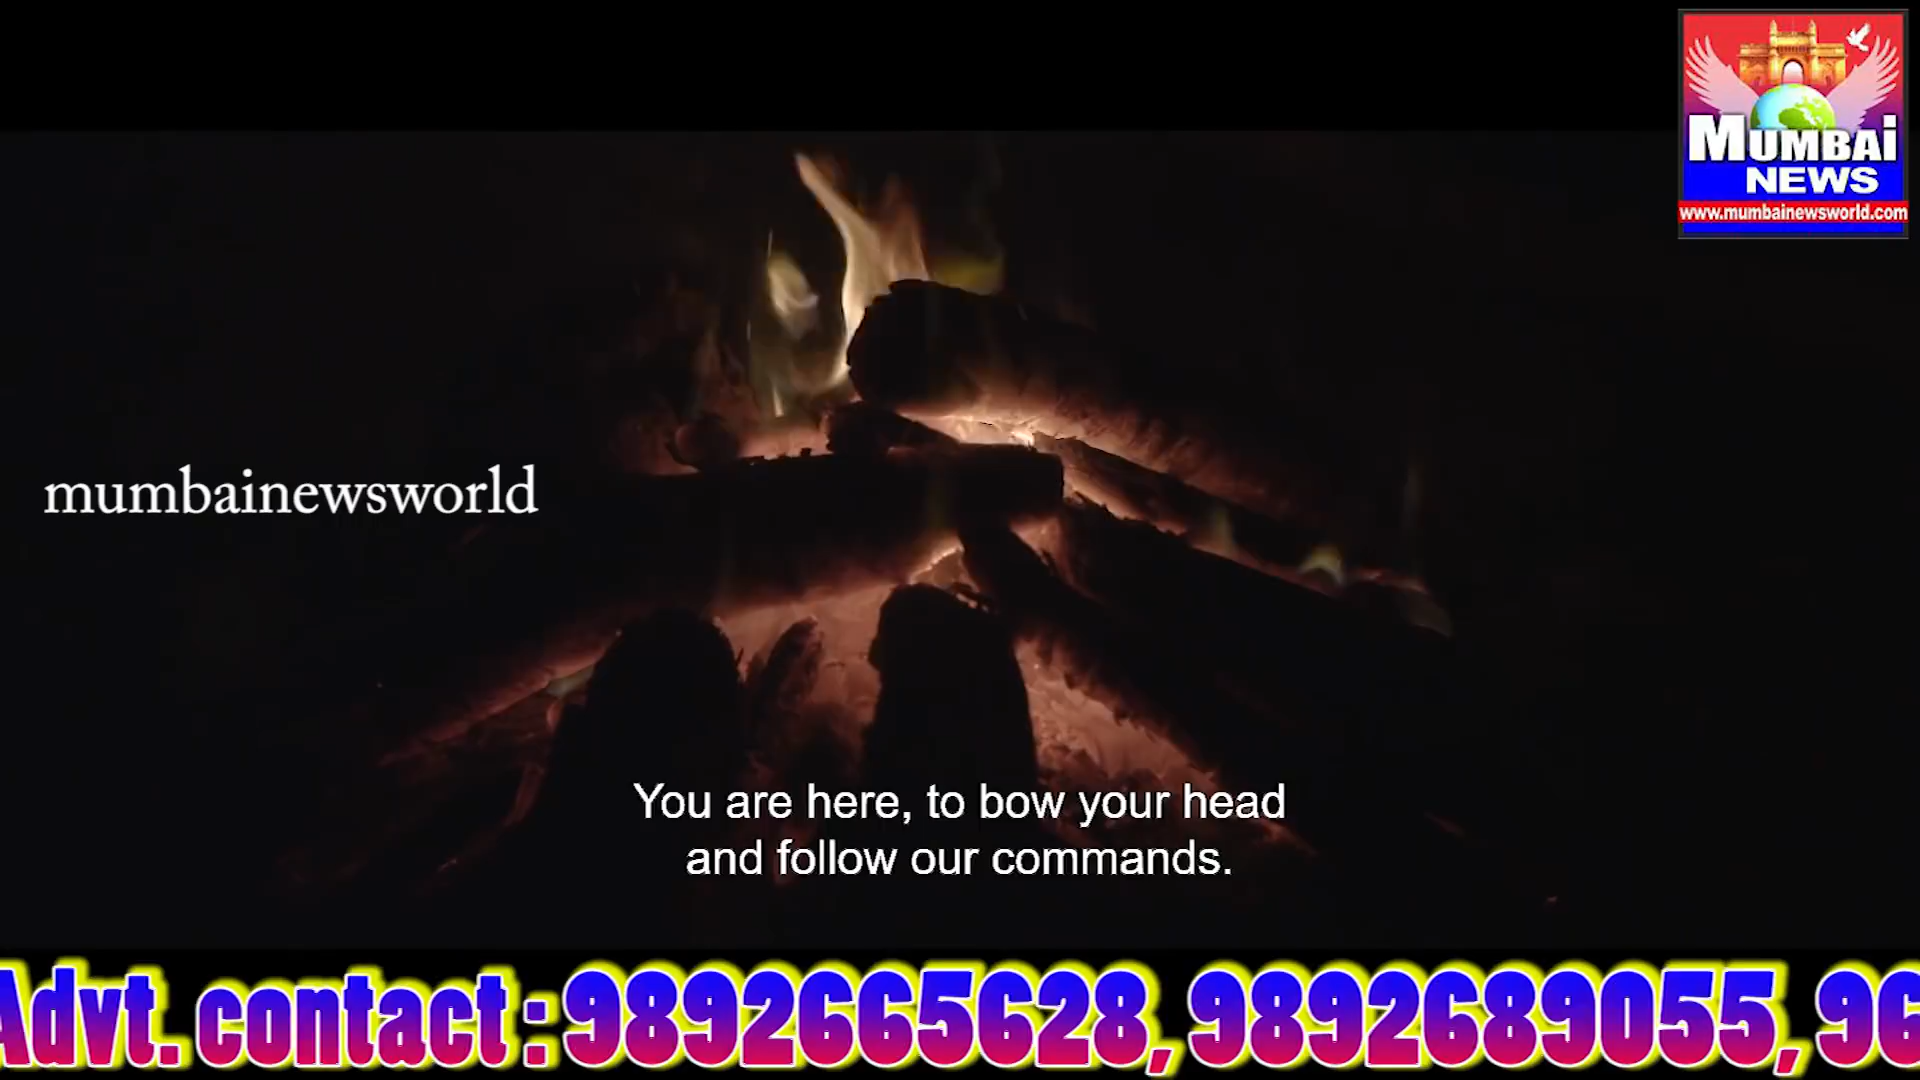 MUMBAi
NEWS
www.mumbainewsworld.com
mumbainewsworld
You are here, to bow your head
and follow our commands.
Advt. contact : 9892665628, 9892689055, 96